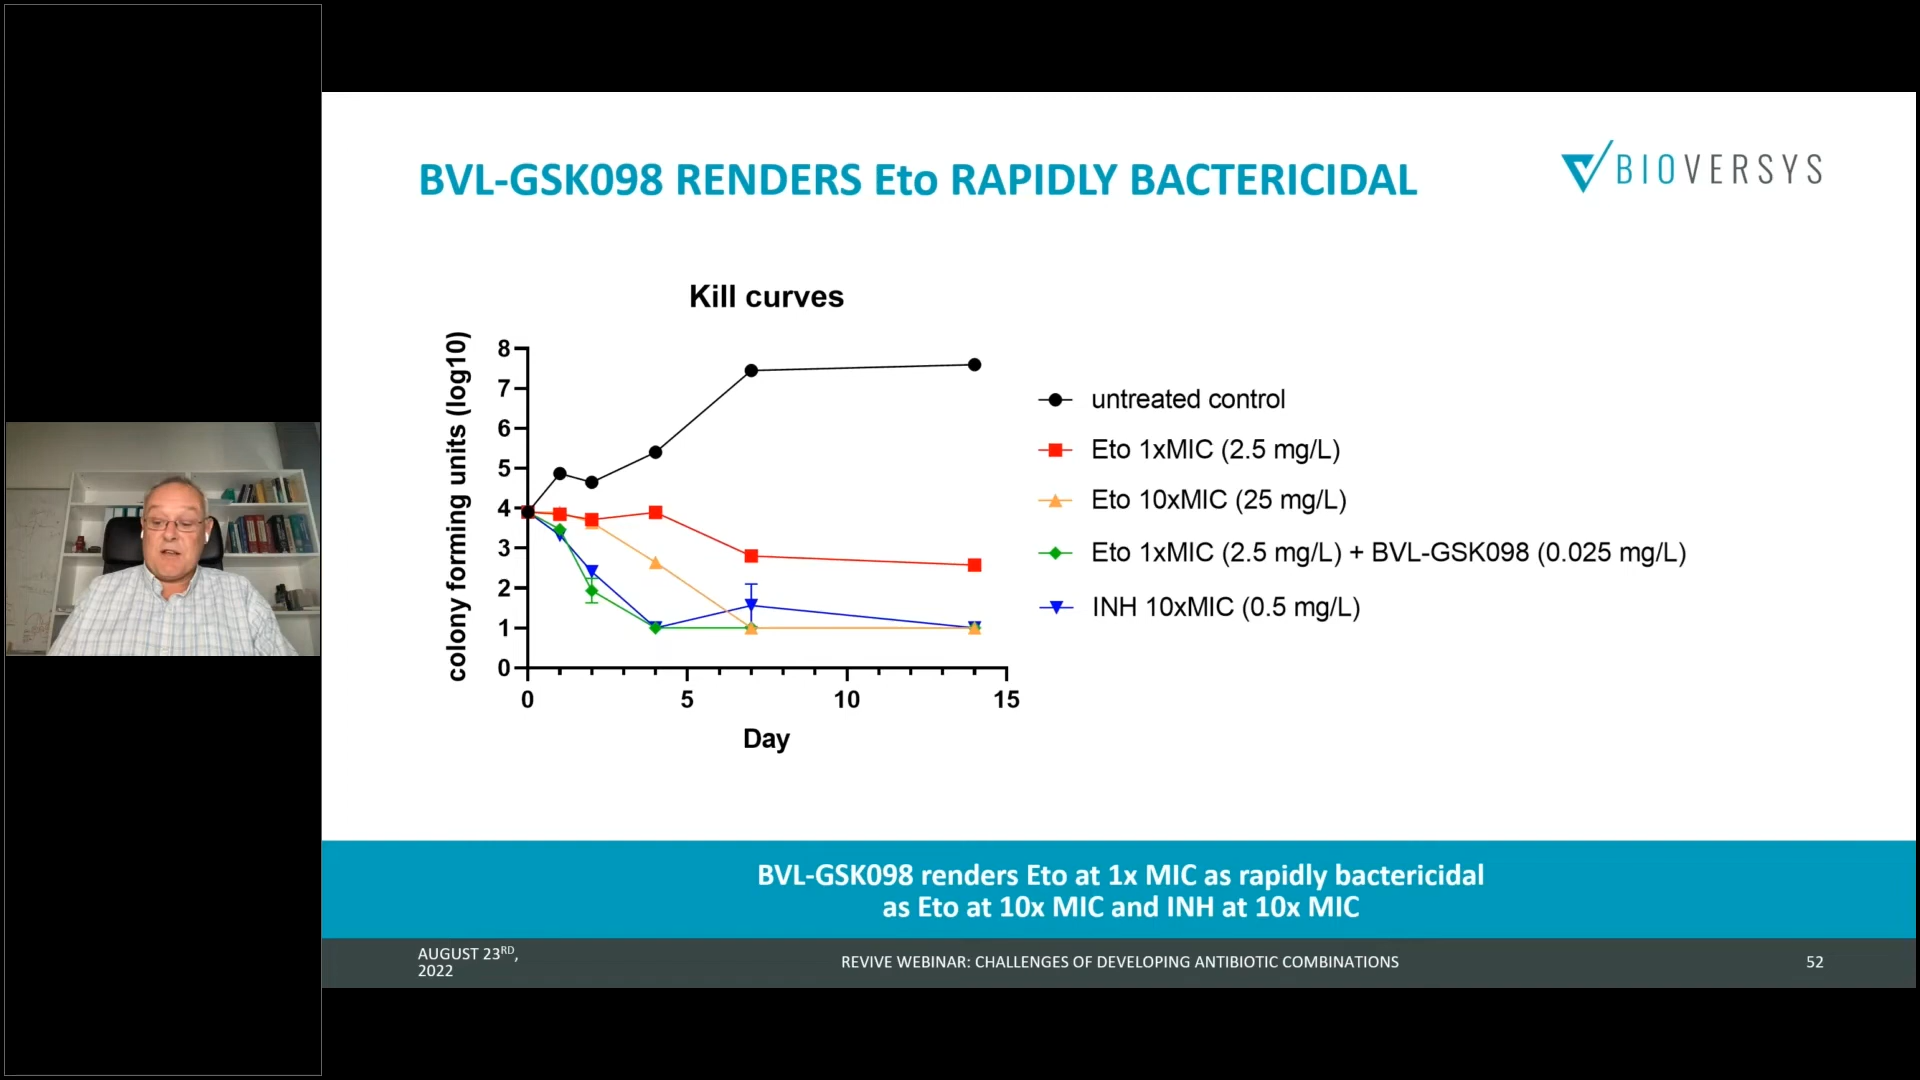 BVL-GSK098 RENDERS Eto RAPIDLY BACTERICIDAL
BIOVERSYS
Kill curves
colony forming units (log10)
8
7
6
5
4
3
2
1
0
0 5 10 15
Day
untreated control
Eto 1xMIC (2.5 mg/L)
Eto 10xMIC (25 mg/L)
Eto 1xMIC (2.5 mg/L) + BVL-GSK098 (0.025 mg/L)
INH 10xMIC (0.5 mg/L)
BVL-GSK098 renders Eto at 1x MIC as rapidly bactericidal
as Eto at 10x MIC and INH at 10x MIC
AUGUST 23RD,
2022
REVIVE WEBINAR: CHALLENGES OF DEVELOPING ANTIBIOTIC COMBINATIONS
52